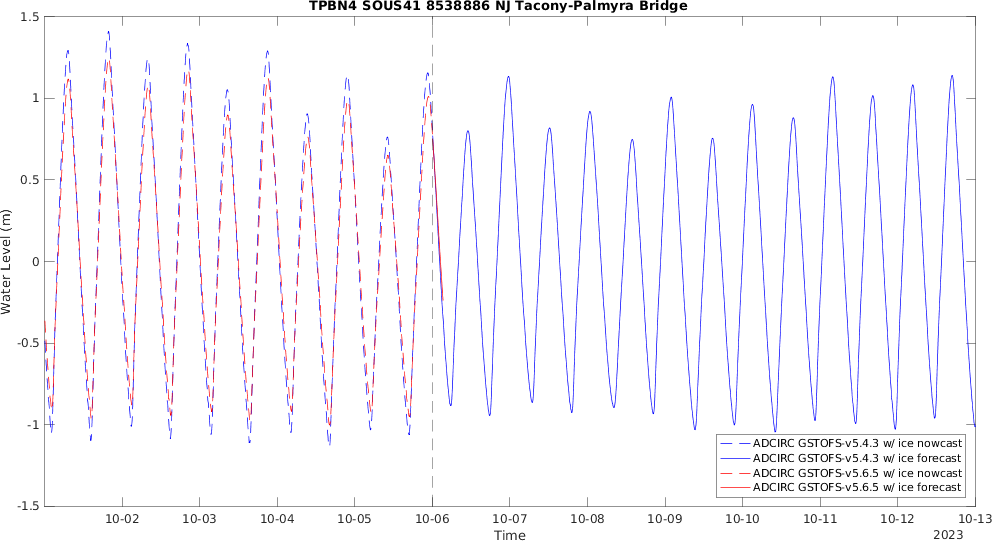 TPBN4 SOUS41 8538886 NJ Tacony-Palmyra Bridge
Water Level (m)
1.5
1
0.5
0
-0.5
-1
-1.5
10-02 10-03 10-04 10-05 10-06 10-07 10-08 10-09 10-10 10-11 10-12 10-13
2023
Time
ADCIRC GSTOFS-v5.4.3 w/ ice nowcast
ADCIRC GSTOFS-v5.4.3 w/ ice forecast
ADCIRC GSTOFS-v5.6.5 w/ ice nowcast
ADCIRC GSTOFS-v5.6.5 w/ ice forecast